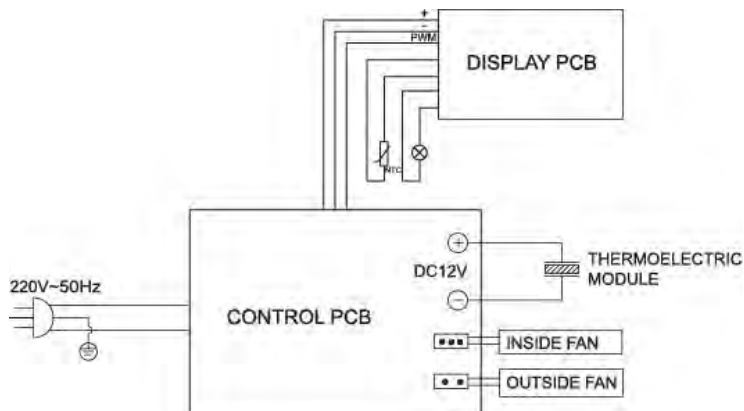 +
-
PWM
DISPLAY PCB
NTC
+
DC12V
−
THERMOELECTRIC
MODULE
220V~50Hz
CONTROL PCB
INSIDE FAN
OUTSIDE FAN